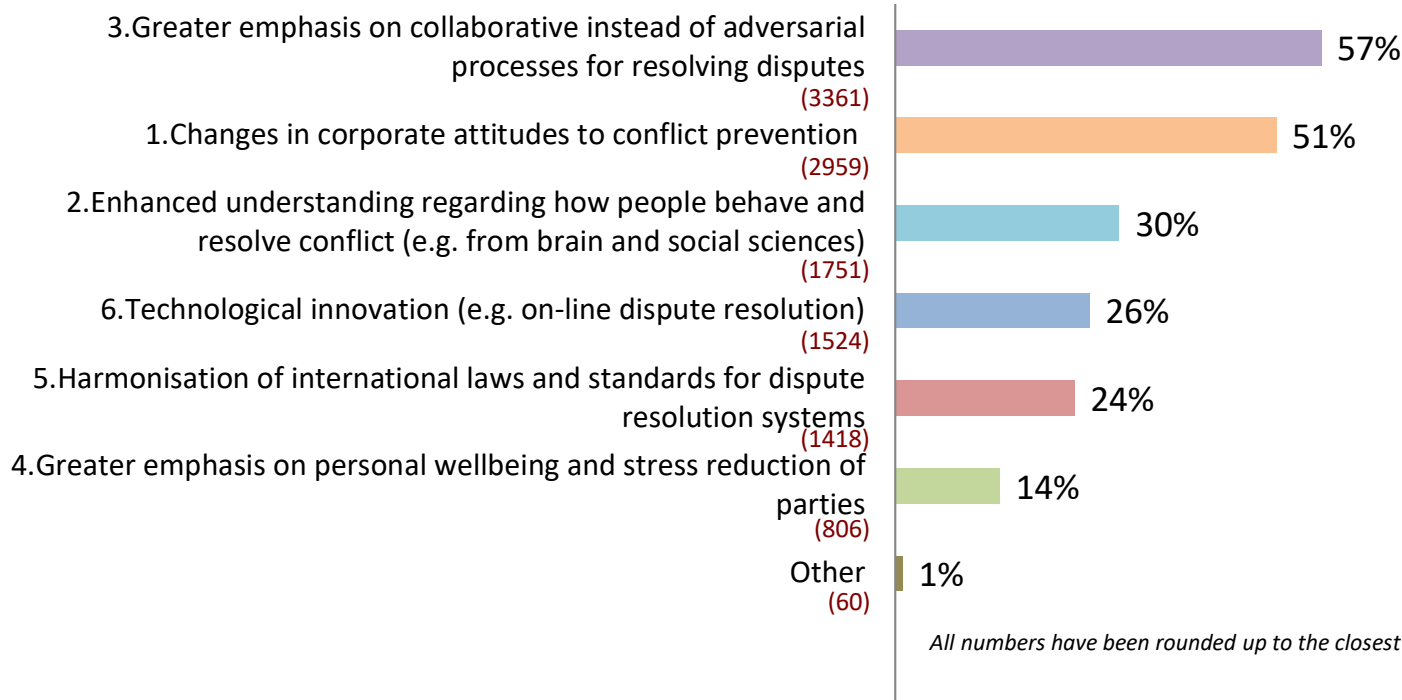 3.Greater emphasis on collaborative instead of adversarial
processes for resolving disputes
(3361)
57%
1.Changes in corporate attitudes to conflict prevention
(2959)
51%
2.Enhanced understanding regarding how people behave and
resolve conflict (e.g. from brain and social sciences)
(1751)
30%
6.Technological innovation (e.g. on-line dispute resolution)
(1524)
26%
5.Harmonisation of international laws and standards for dispute
resolution systems
(1418)
24%
4.Greater emphasis on personal wellbeing and stress reduction of
parties
(806)
14%
Other
(60)
1%
All numbers have been rounded up to the closest